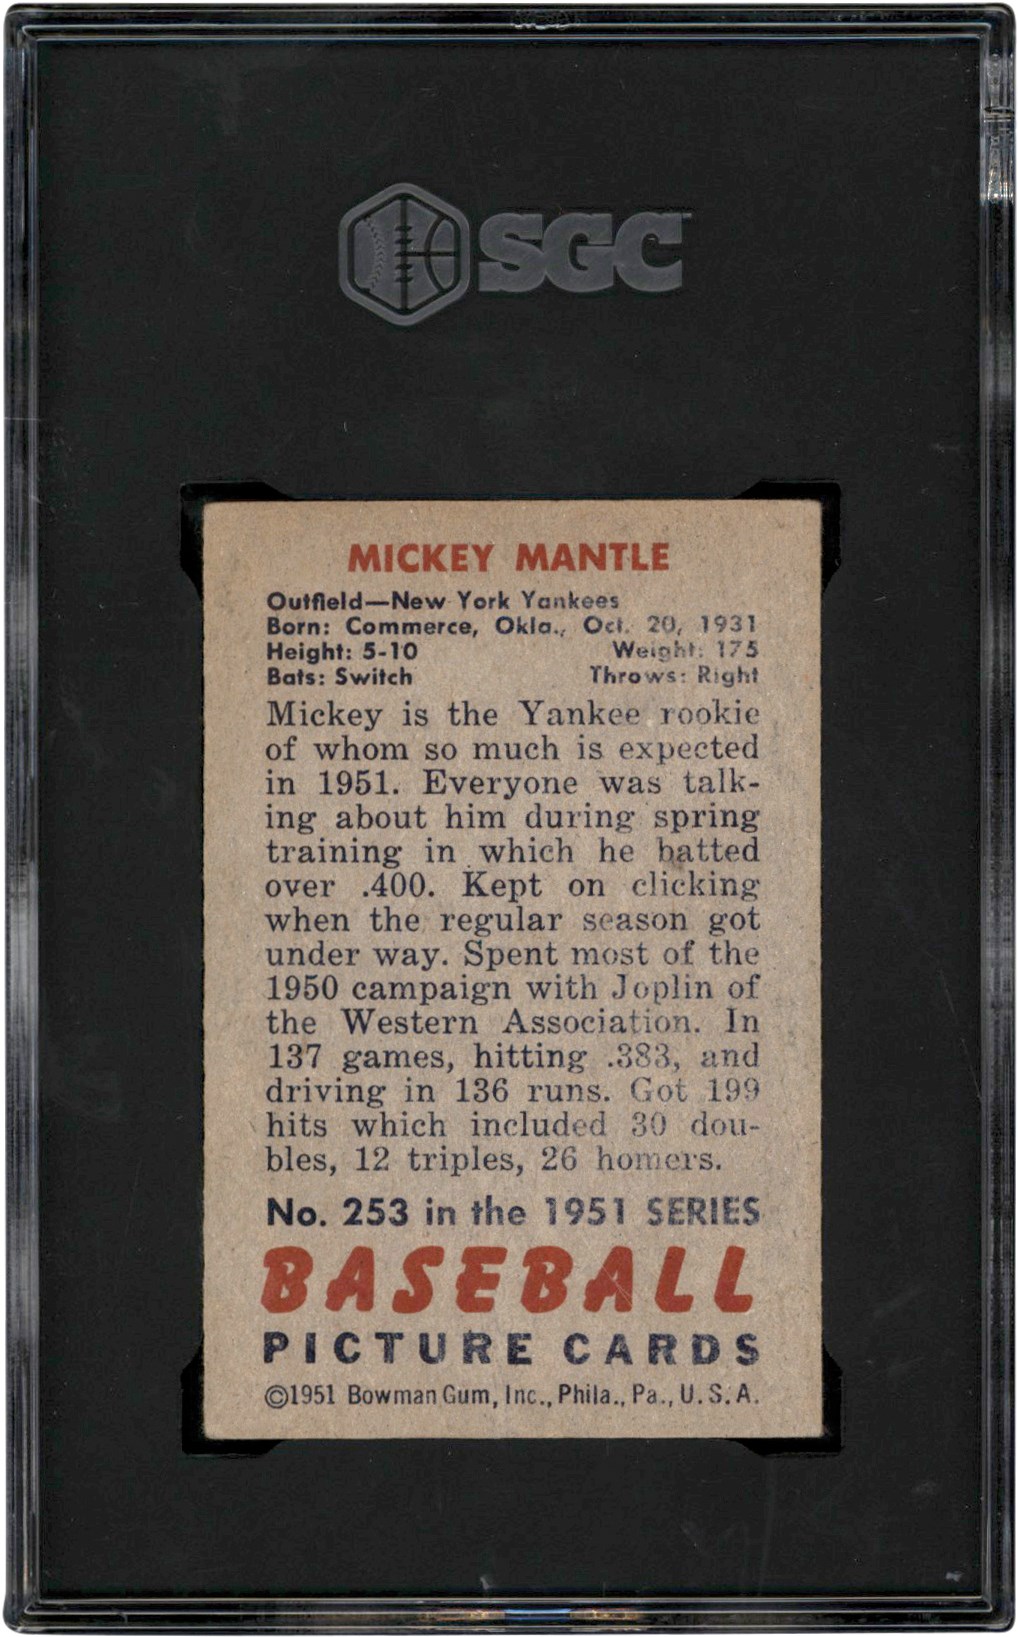 SGC
MICKEY MANTLE
Outfield—New York Yankees
Born: Commerce, Okla., Oct. 20, 1931
Height: 5-10 Weight: 175
Bats: Switch Throws: Right
Mickey is the Yankee rookie
of whom so much is expected
in 1951. Everyone was talk-
ing about him during spring
training in which he batted
over .400. Kept on clicking
when the regular season got
under way. Spent most of the
1950 campaign with Joplin of
the Western Association. In
137 games, hitting .383, and
driving in 136 runs. Got 199
hits which included 30 dou-
bles, 12 triples, 26 homers.
No. 253 in the 1951 SERIES
BASEBALL
PICTURE CARDS
©1951 Bowman Gum, Inc., Phila., Pa., U.S.A.